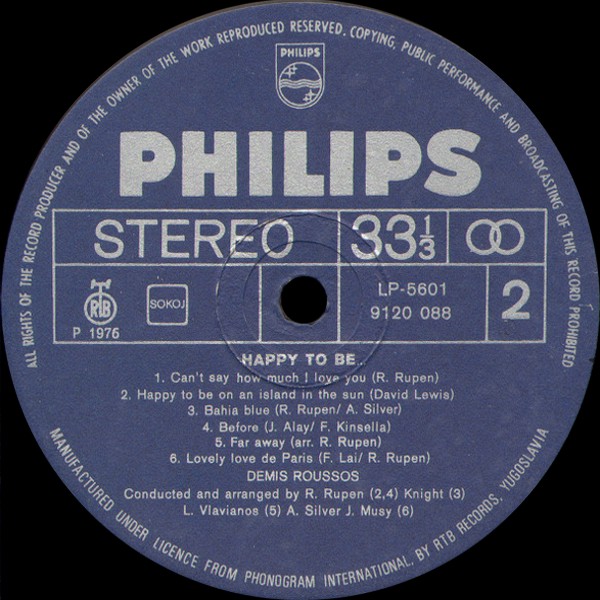 ALL RIGHTS OF THE RECORD PRODUCER AND OF THE OWNER OF THE WORK REPRODUCED RESERVED. COPYING, PUBLIC PERFORMANCE AND BROADCASTING OF THIS RECORD PROHIBITED
PHILIPS
PHILIPS
STEREO 33 1/3
RTB SOKOJ LP-5601 2
P 1976 9120 088
HAPPY TO BE...
1. Can't say how much I love you (R. Rupen)
2. Happy to be on an island in the sun (David Lewis)
3. Bahia blue (R. Rupen/ A. Silver)
4. Before (J. Alay/ F. Kinsella)
5. Far away (arr. R. Rupen)
6. Lovely love de Paris (F. Lai/ R. Rupen)
DEMIS ROUSSOS
Conducted and arranged by R. Rupen (2,4) Knight (3)
L. Vlavianos (5) A. Silver J. Musy (6)
MANUFACTURED UNDER LICENCE FROM PHONOGRAM INTERNATIONAL, BY RTB RECORDS, YUGOSLAVIA